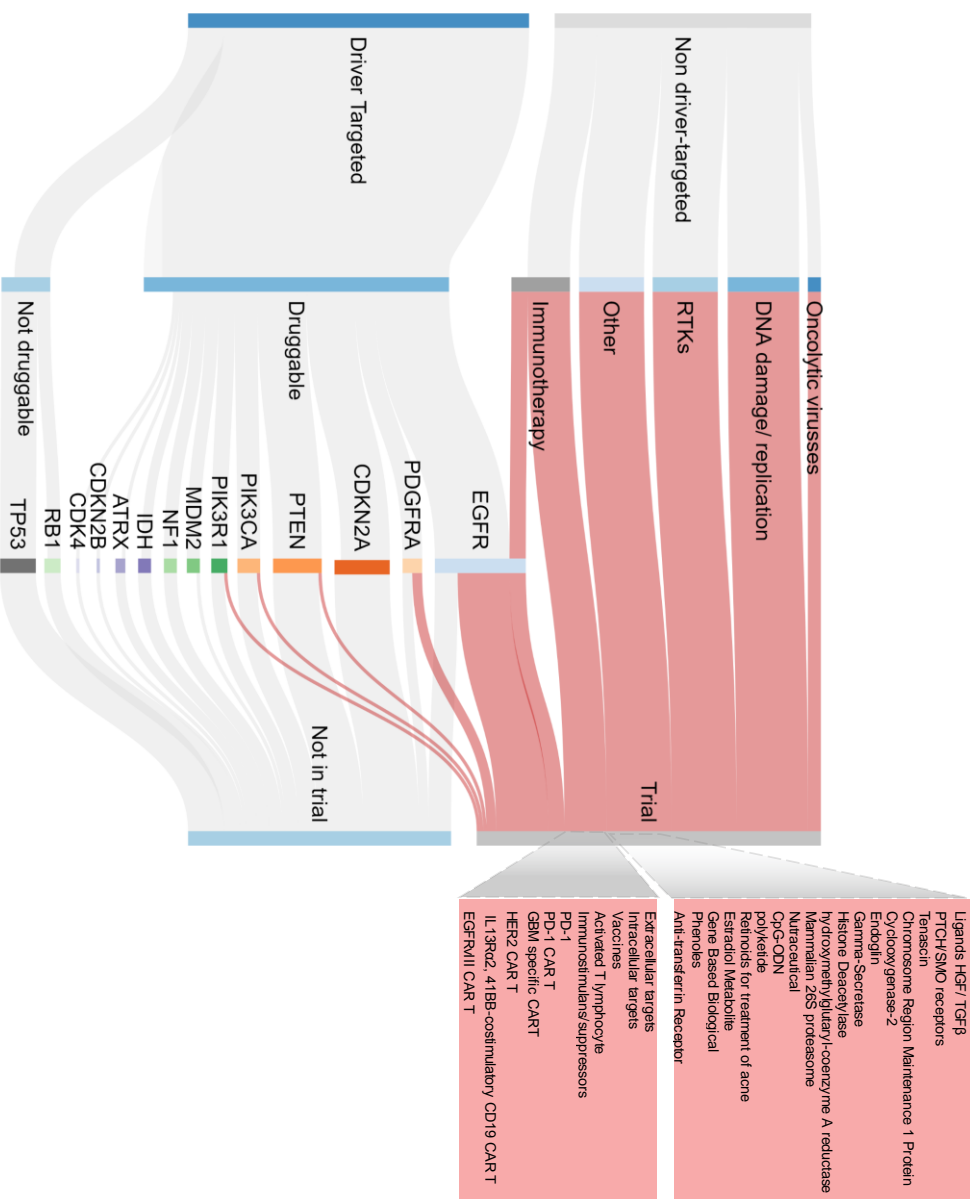 Non driver-targeted
Driver Targeted
Oncolytic virusses
DNA damage/ replication
RTKs
Other
Immunotherapy
Druggable
Not druggable
EGFR
PDGFRA
CDKN2A
PTEN
PIK3CA
PIK3R1
MDM2
NF1
IDH
ATRX
CDKN2B
CDK4
RB1
TP53
Trial
Not in trial
Ligands HGF/ TGFβ
PTCH/SMO receptors
Tenascin
Chromosome Region Maintenance 1 Protein
Cyclooxygenase-2
Endoglin
Gamma-Secretase
Histone Deacetylase
hydroxymethylglutaryl-coenzyme A reductase
Mammalian 26S proteasome
Nutraceutical
CpG-ODN
polyketide
Retinoids for treatment of acne
Estradiol Metabolite
Gene Based Biological
Phenoles
Anti-transferrin Receptor
Extracellular targets
Intracellular targets
Vaccines
Activated T lymphocyte
Immunostimulans/suppressors
PD-1
PD-1 CAR T
GBM specific CART
HER2 CAR T
IL13Rα2, 41BB-costimulatory CD19 CAR T
EGFRVIII CAR T